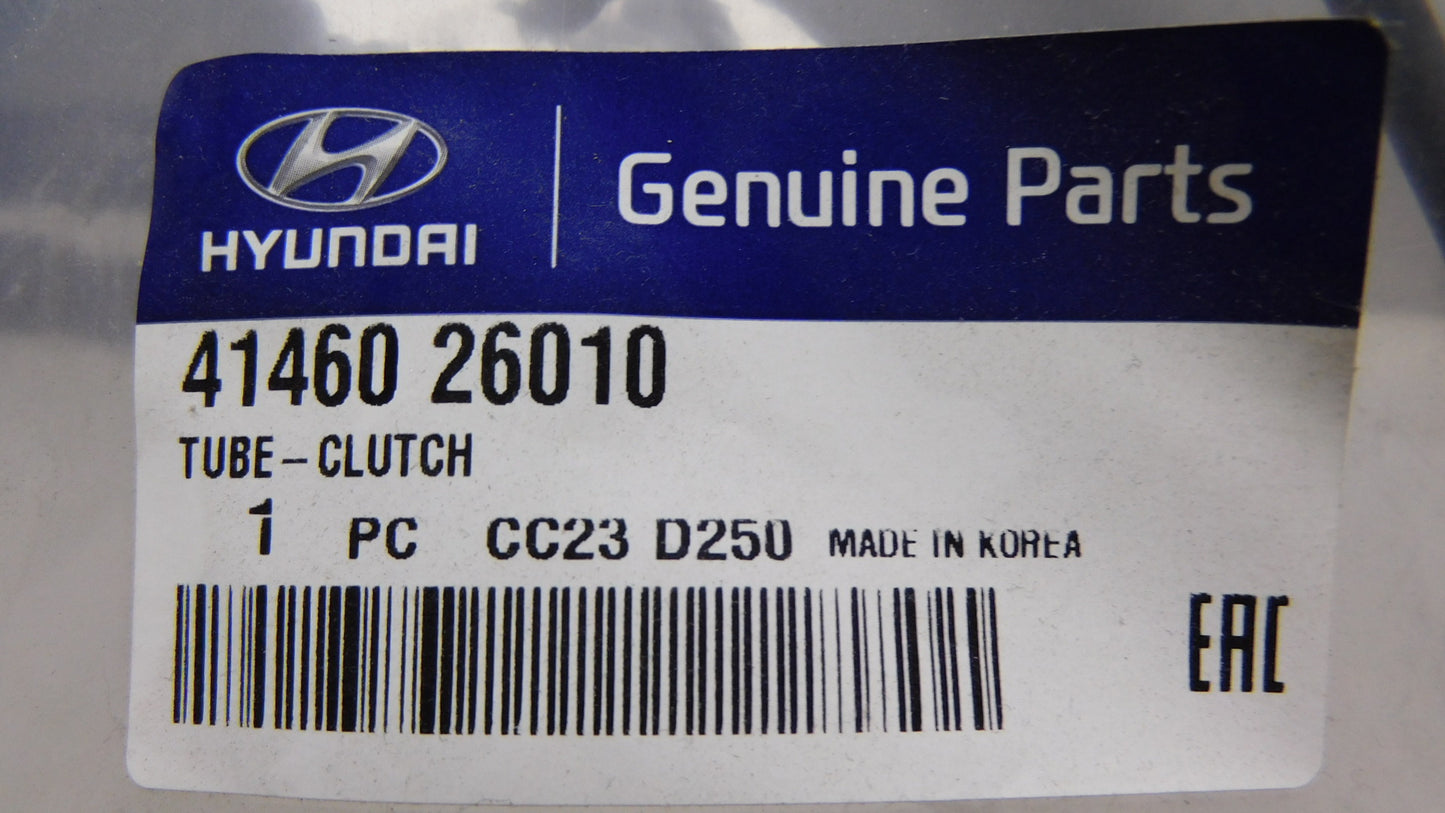 HYUNDAI
Genuine Parts
41460 26010
TUBE-CLUTCH
1 PC CC23 D250 MADE IN KOREA
EAC